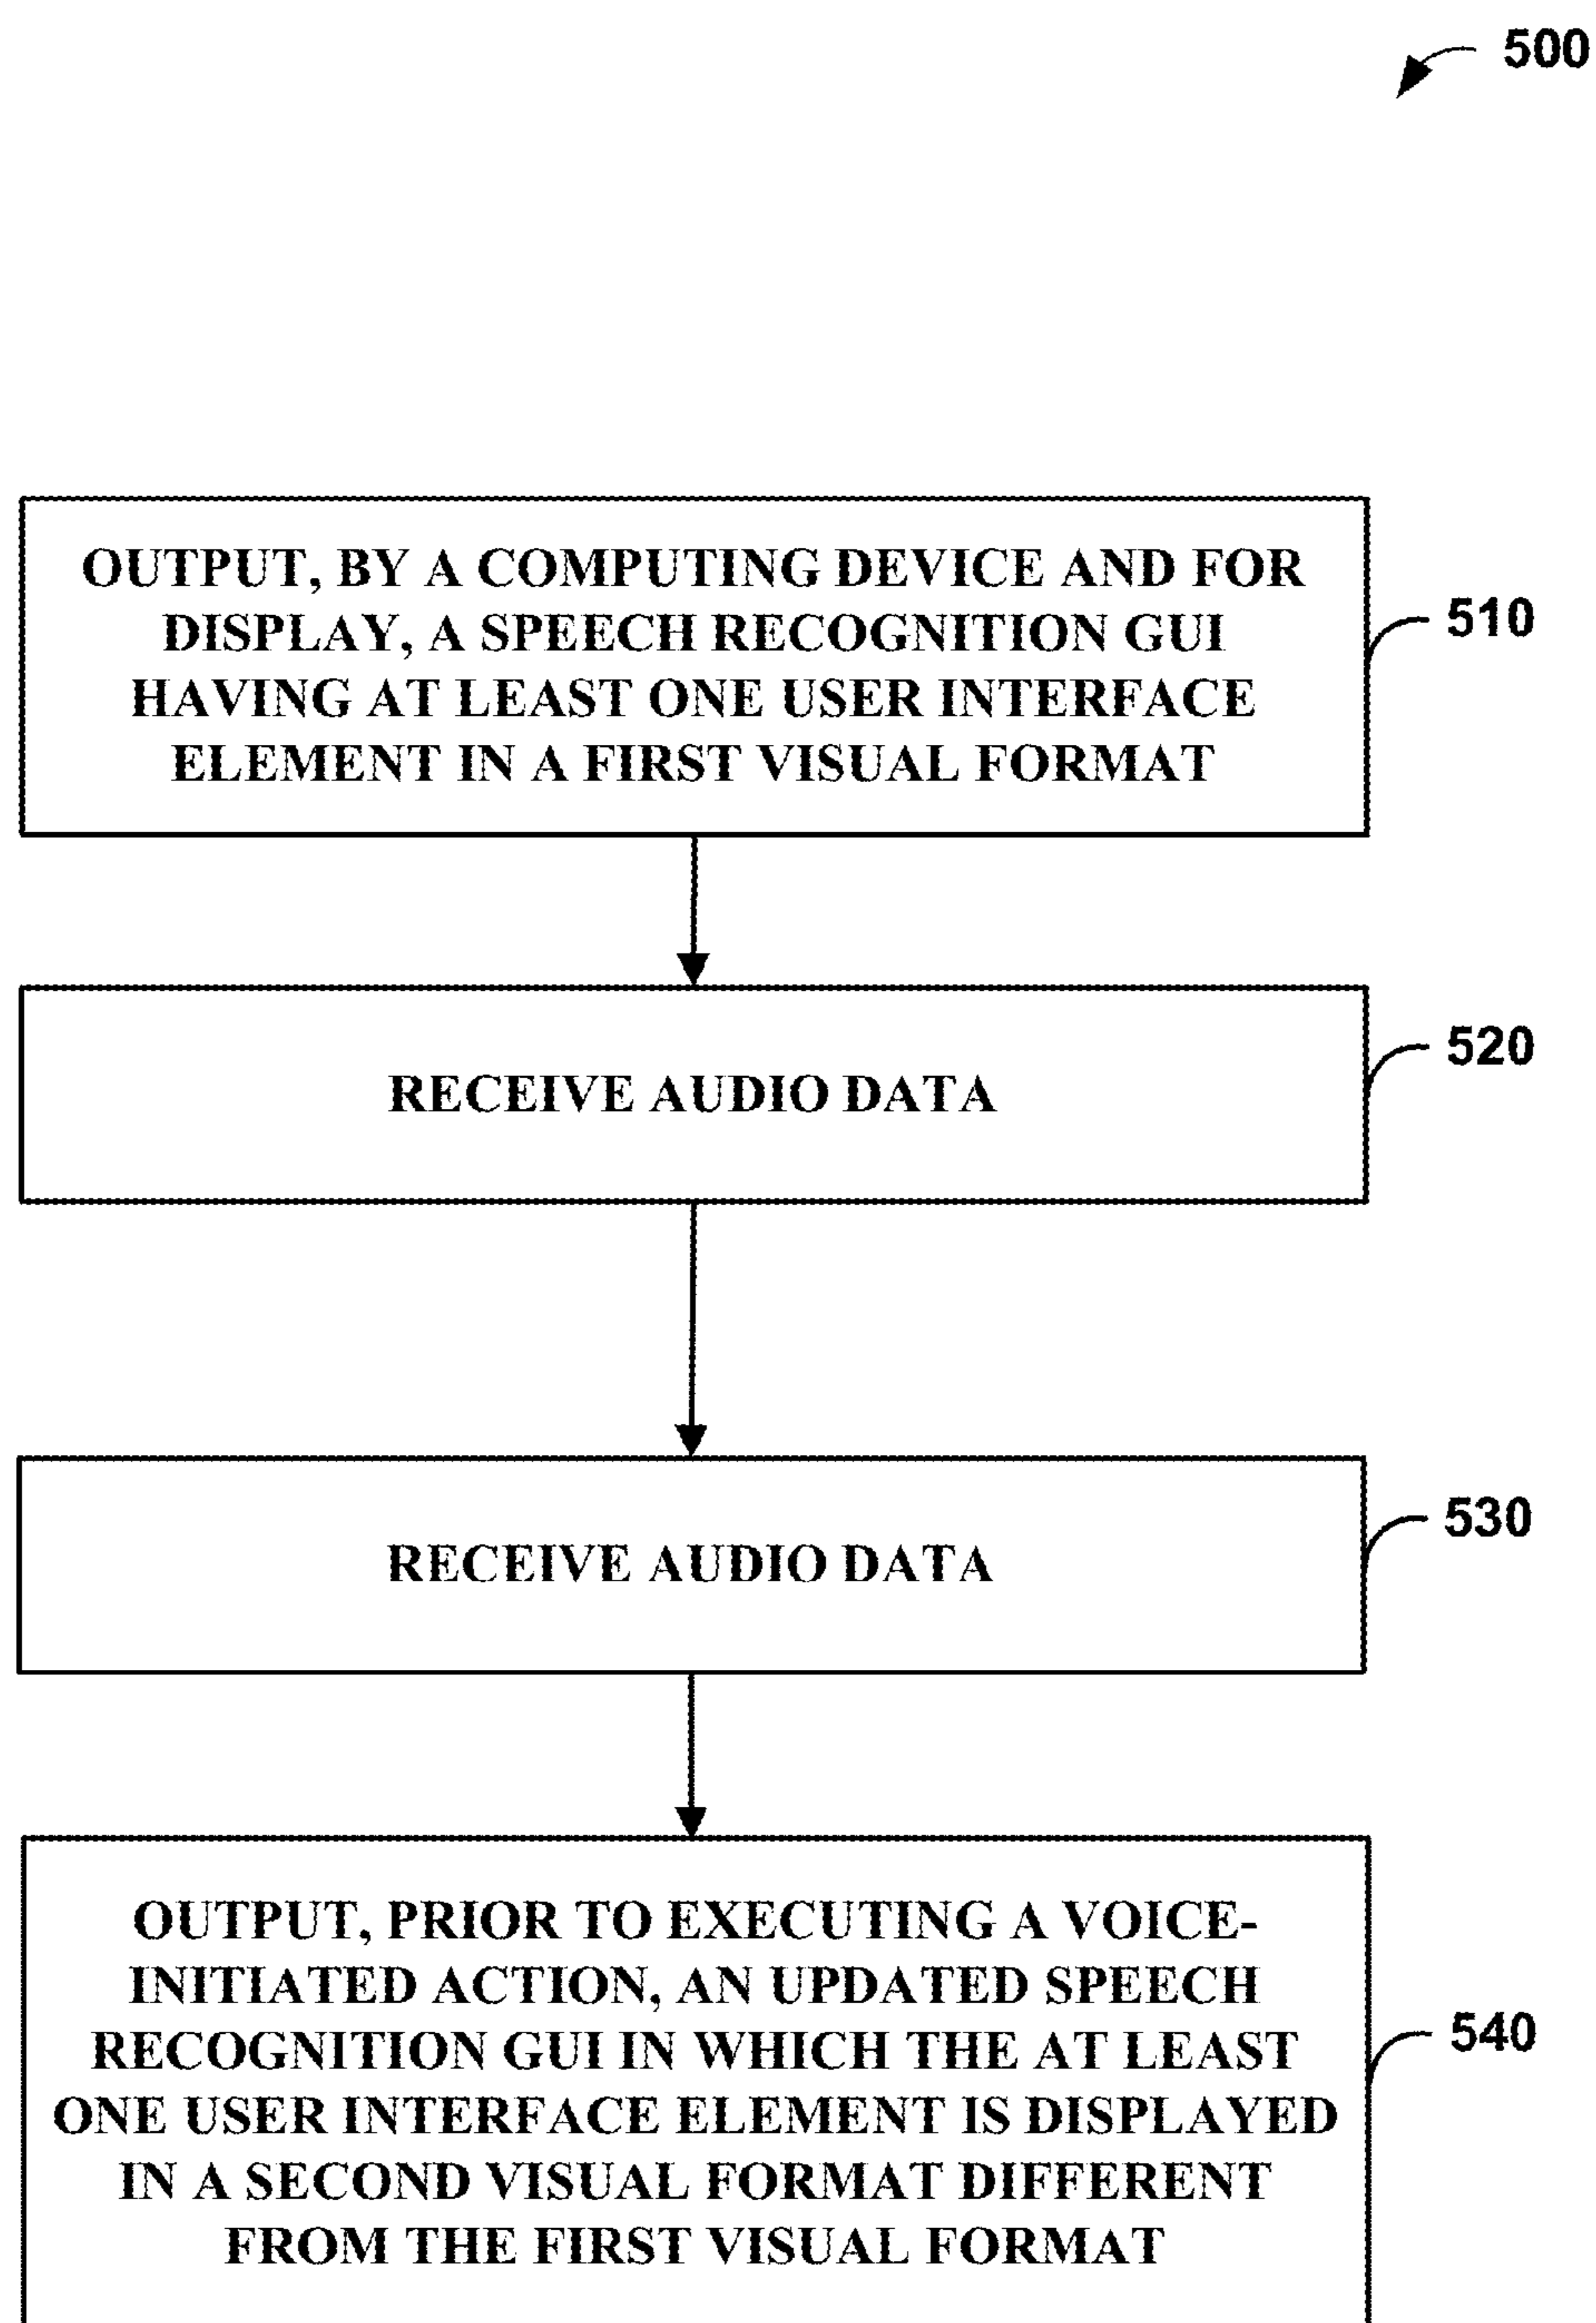 500
OUTPUT, BY A COMPUTING DEVICE AND FOR
DISPLAY, A SPEECH RECOGNITION GUI
HAVING AT LEAST ONE USER INTERFACE
ELEMENT IN A FIRST VISUAL FORMAT
510
RECEIVE AUDIO DATA
520
RECEIVE AUDIO DATA
530
OUTPUT, PRIOR TO EXECUTING A VOICE-
INITIATED ACTION, AN UPDATED SPEECH
RECOGNITION GUI IN WHICH THE AT LEAST
ONE USER INTERFACE ELEMENT IS DISPLAYED
IN A SECOND VISUAL FORMAT DIFFERENT
FROM THE FIRST VISUAL FORMAT
540